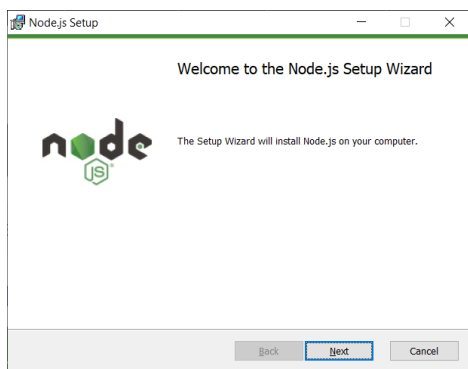 Node.js Setup
Welcome to the Node.js Setup Wizard
node
JS
The Setup Wizard will install Node.js on your computer.
Back
Next
Cancel